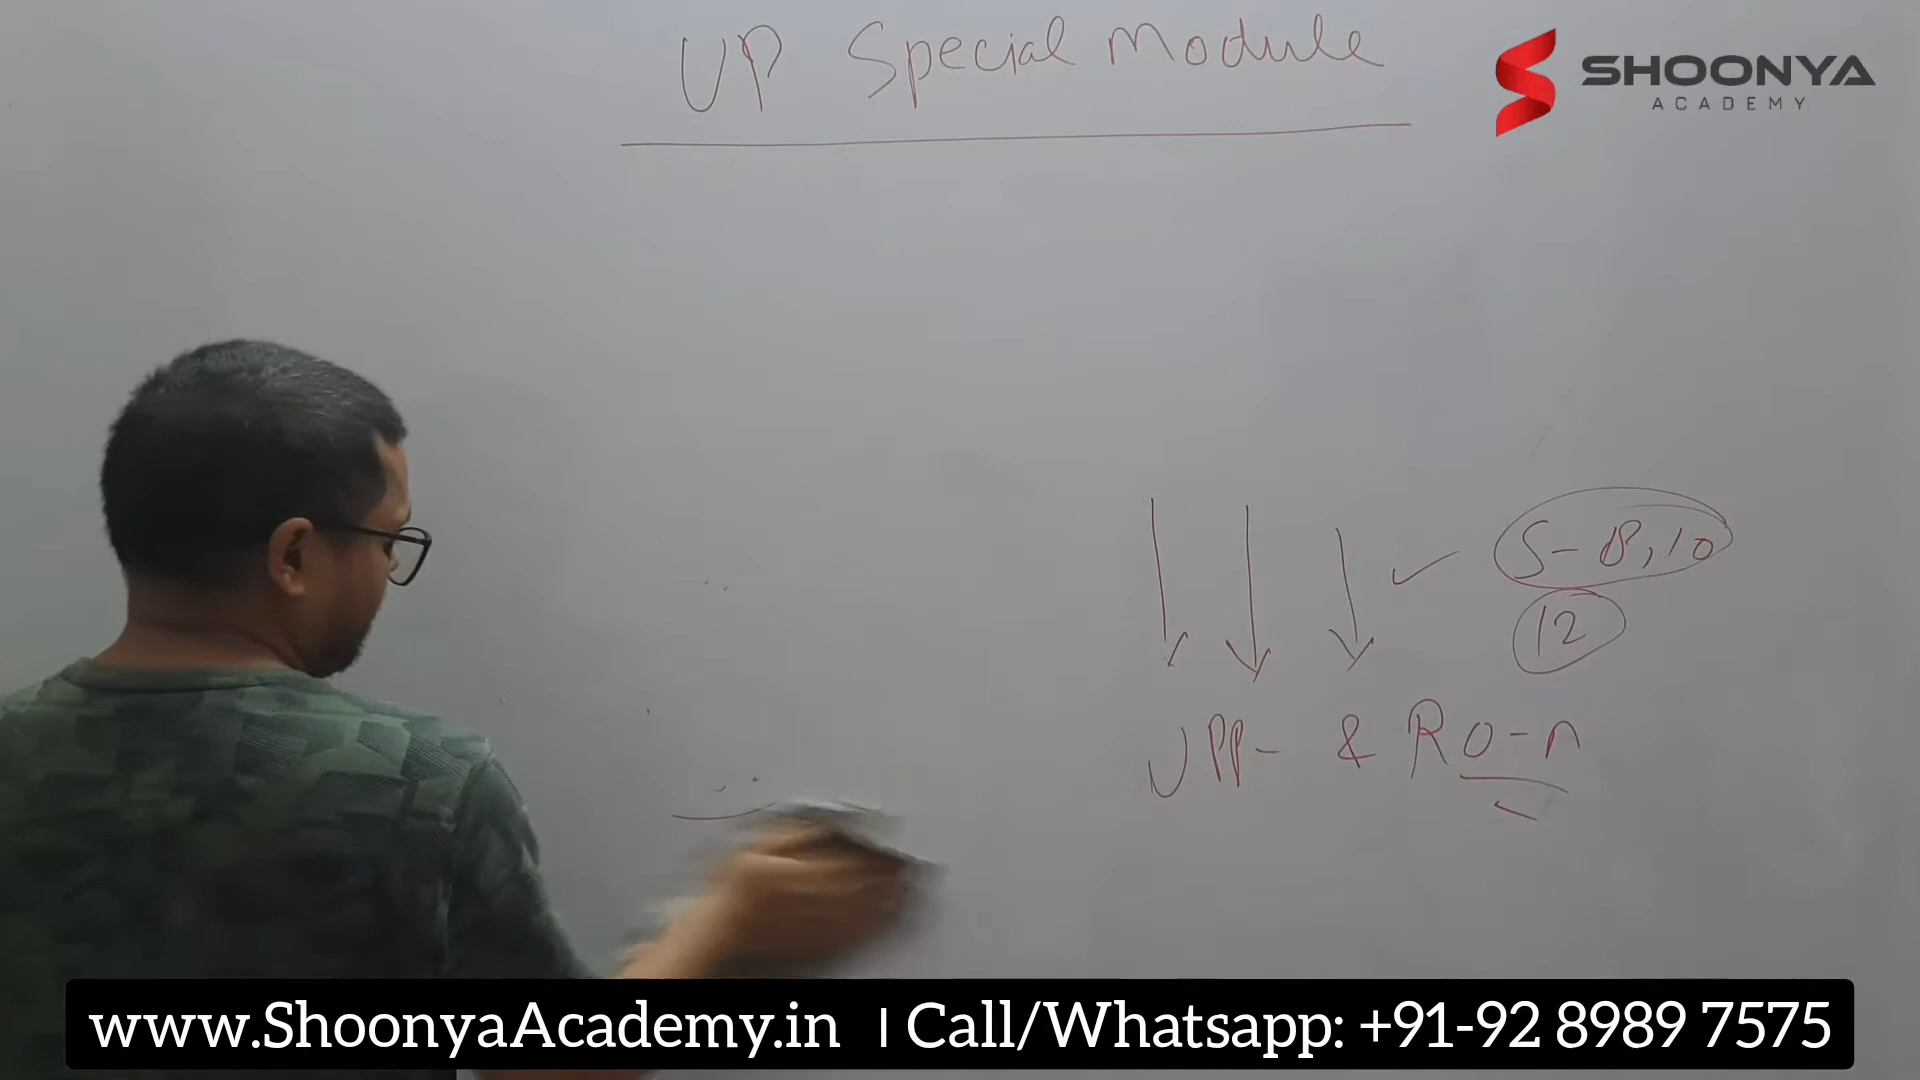 UP Special Module
SHOONYA
ACADEMY
S- 8, 10
12
UPP- & RO-
www.ShoonyaAcademy.in | Call/Whatsapp: +91-92 8989 7575